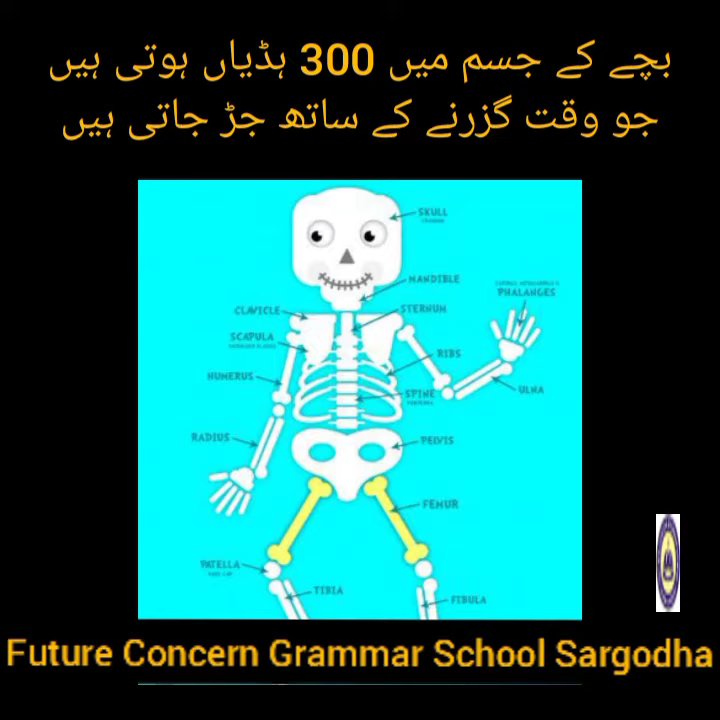 بچے کے جسم میں 300 ہڈیاں ہوتی ہیں
جو وقت گزرنے کے ساتھ جڑ جاتی ہیں
SKULL
MANDIBLE
PHALANGES
CLAVICLE
STERNUM
SCAPULA
RIBS
HUMERUS
SPINE
ULNA
RADIUS
PELVIS
FEMUR
PATELLA
TIBIA
FIBULA
Future Concern Grammar School Sargodha